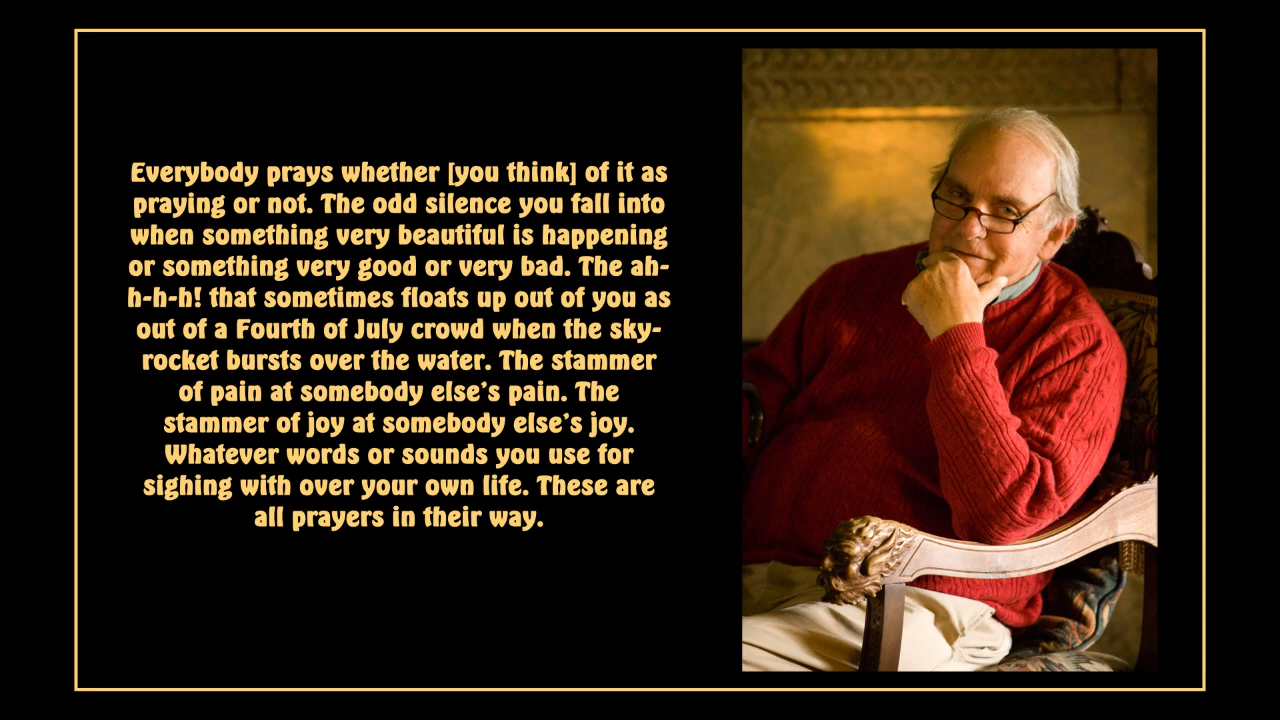 Everybody prays whether [you think] of it as
praying or not. The odd silence you fall into
when something very beautiful is happening
or something very good or very bad. The ah-
h-h-h! that sometimes floats up out of you as
out of a Fourth of July crowd when the sky-
rocket bursts over the water. The stammer
of pain at somebody else’s pain. The
stammer of joy at somebody else’s joy.
Whatever words or sounds you use for
sighing with over your own life. These are
all prayers in their way.